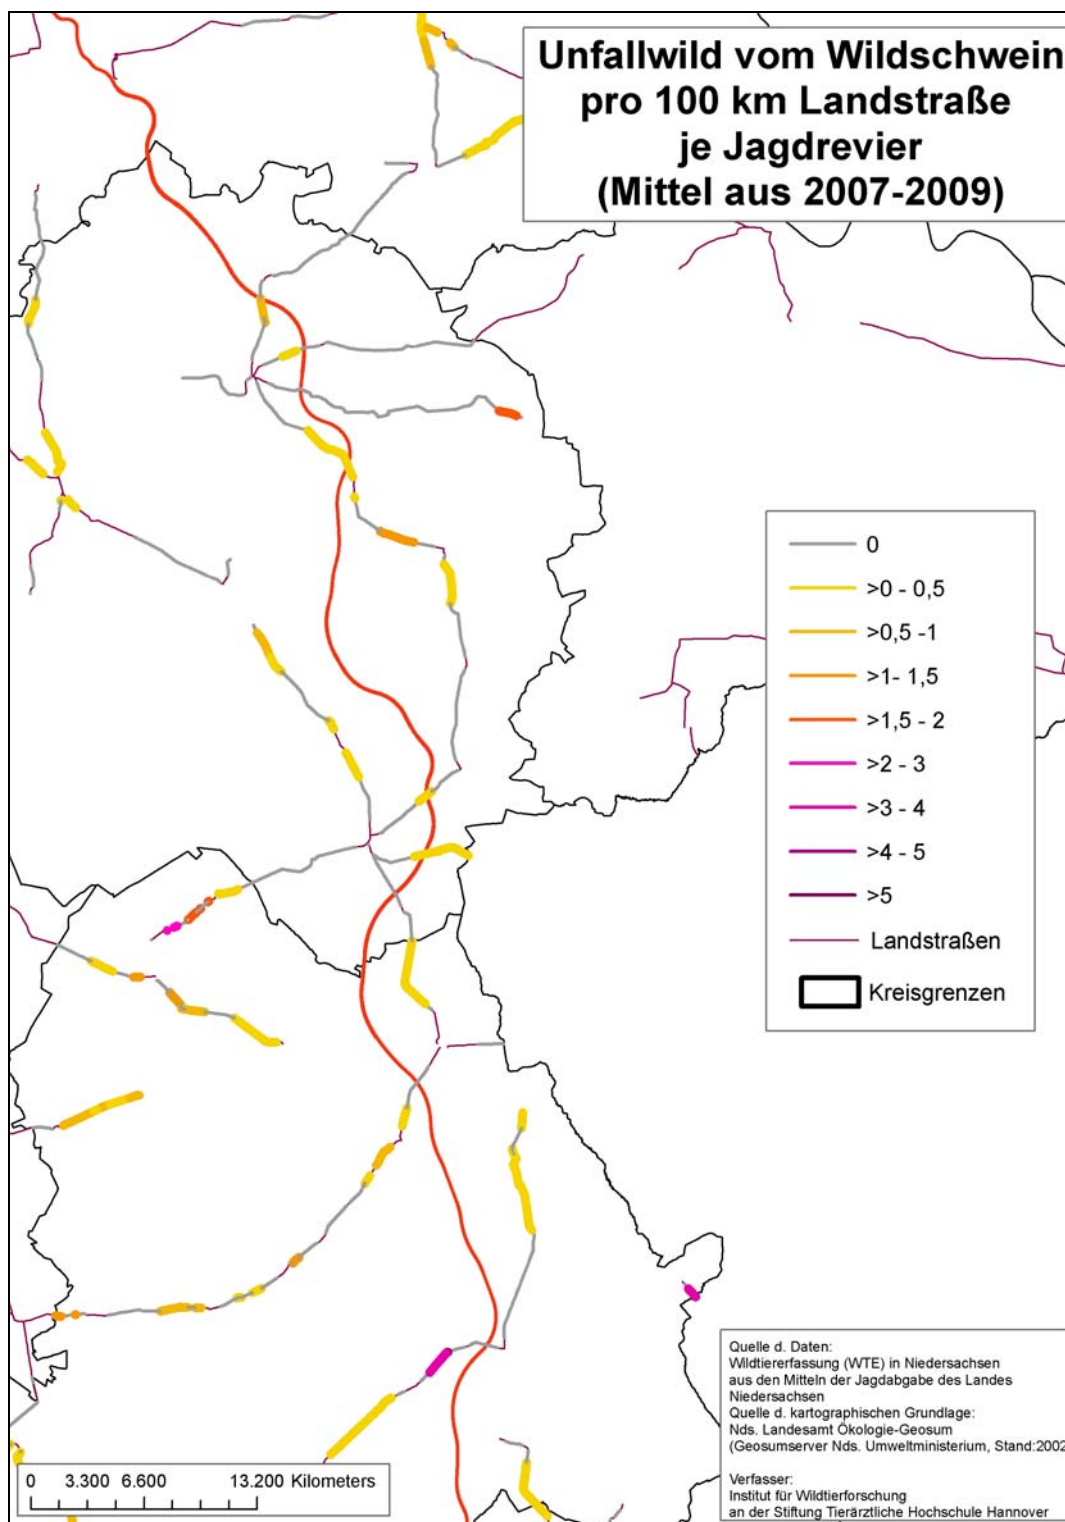 Unfallwild vom Wildschwein
pro 100 km Landstraße
je Jagdrevier
(Mittel aus 2007-2009)
0
>0 - 0,5
>0,5 -1
>1- 1,5
>1,5 - 2
>2 - 3
>3 - 4
>4 - 5
>5
Landstraßen
Kreisgrenzen
Quelle d. Daten:
Wildtiererfassung (WTE) in Niedersachsen
aus den Mitteln der Jagdabgabe des Landes
Niedersachsen
Quelle d. kartographischen Grundlage:
Nds. Landesamt Ökologie-Geosum
(Geosumserver Nds. Umweltministerium, Stand:2002
Verfasser:
Institut für Wildtierforschung
an der Stiftung Tierärztliche Hochschule Hannover
0 3.300 6.600 13.200 Kilometers